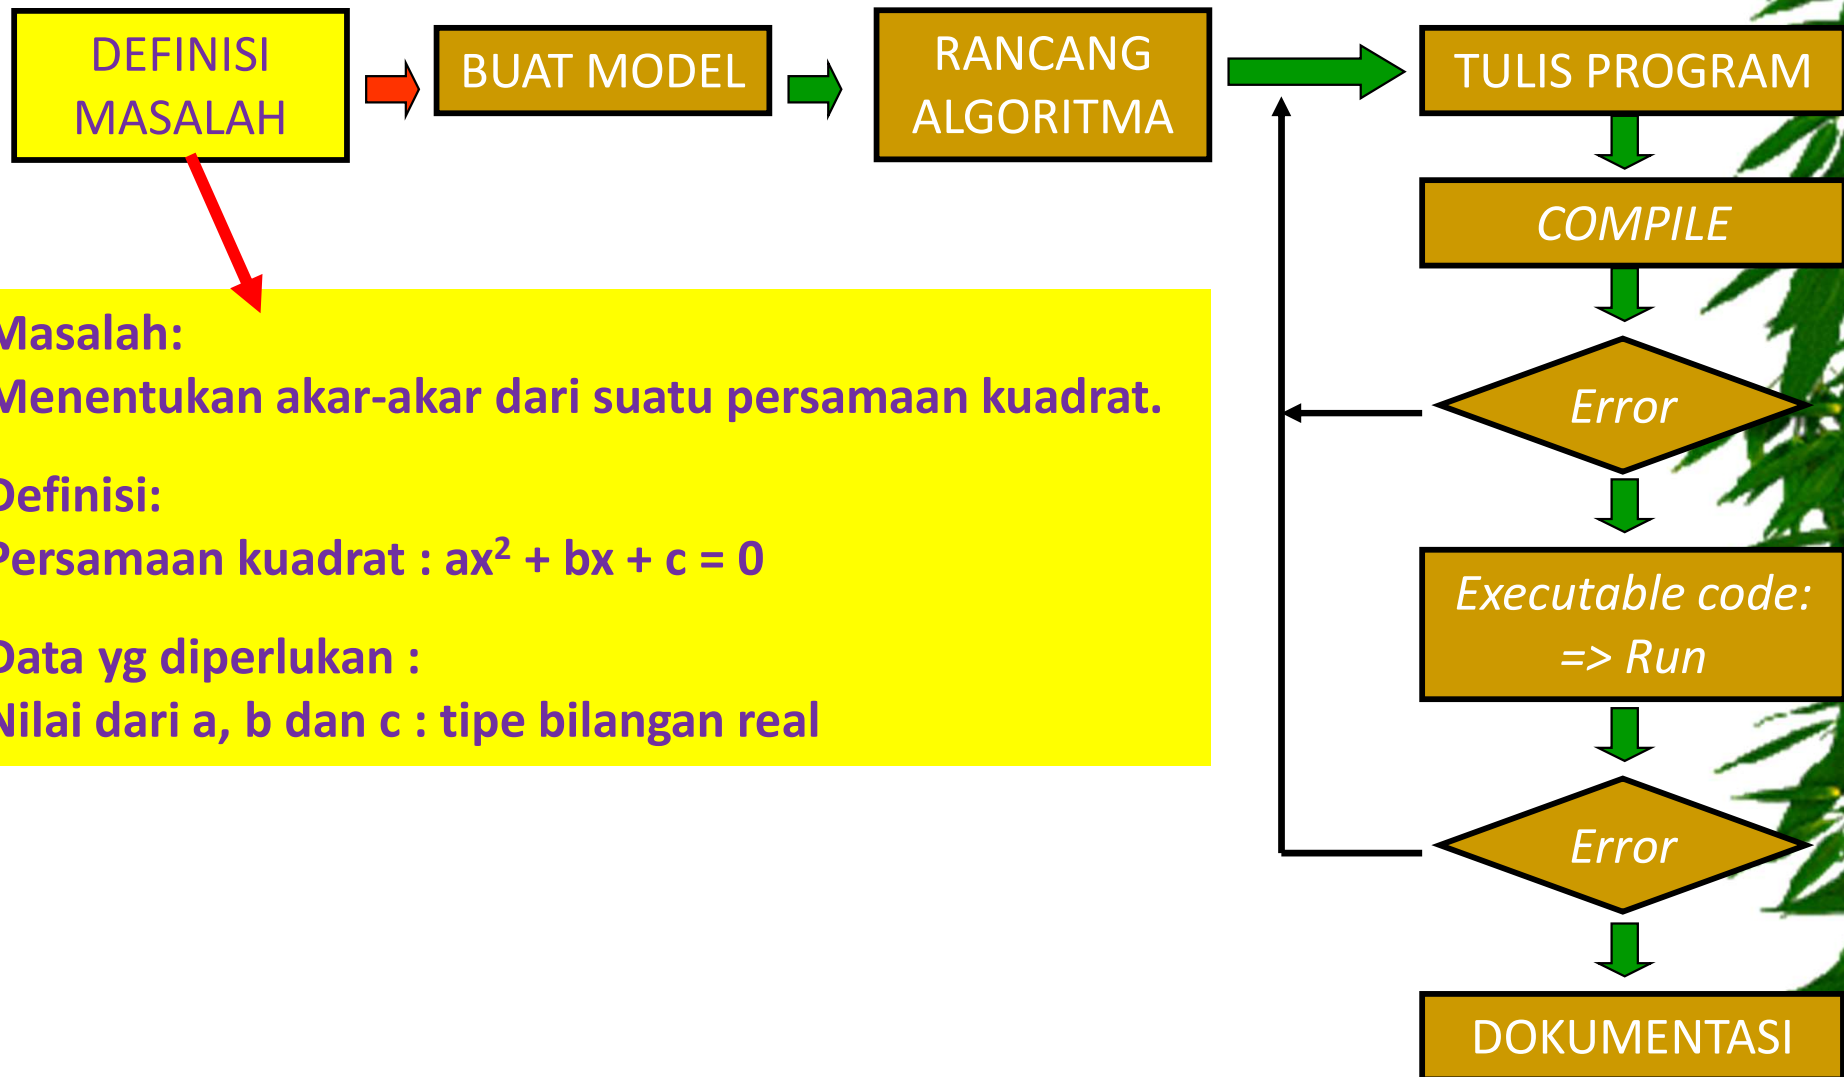 DEFINISI
MASALAH
BUAT MODEL
RANCANG
ALGORITMA
TULIS PROGRAM
COMPILE
Error
Executable code:
=> Run
Error
DOKUMENTASI
Masalah:
Menentukan akar-akar dari suatu persamaan kuadrat.
Definisi:
Persamaan kuadrat : ax² + bx + c = 0
Data yg diperlukan :
Nilai dari a, b dan c : tipe bilangan real